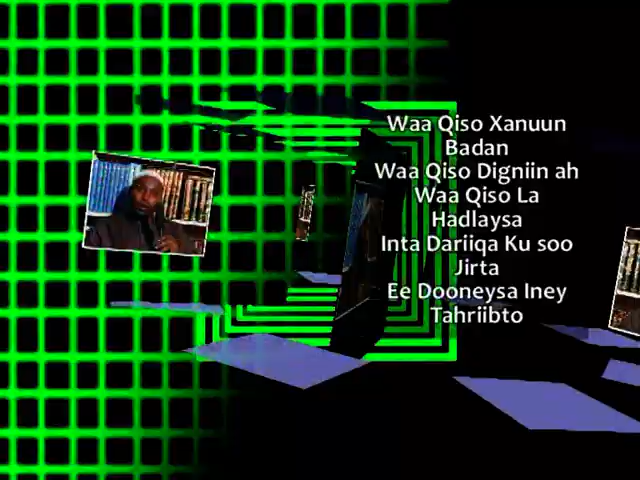 Waa Qiso Xanuun
Badan
Waa Qiso Digniin ah
Waa Qiso La
Hadlaysa
Inta Dariiqa Ku soo
Jirta
Ee Dooneysa Iney
Tahriibto